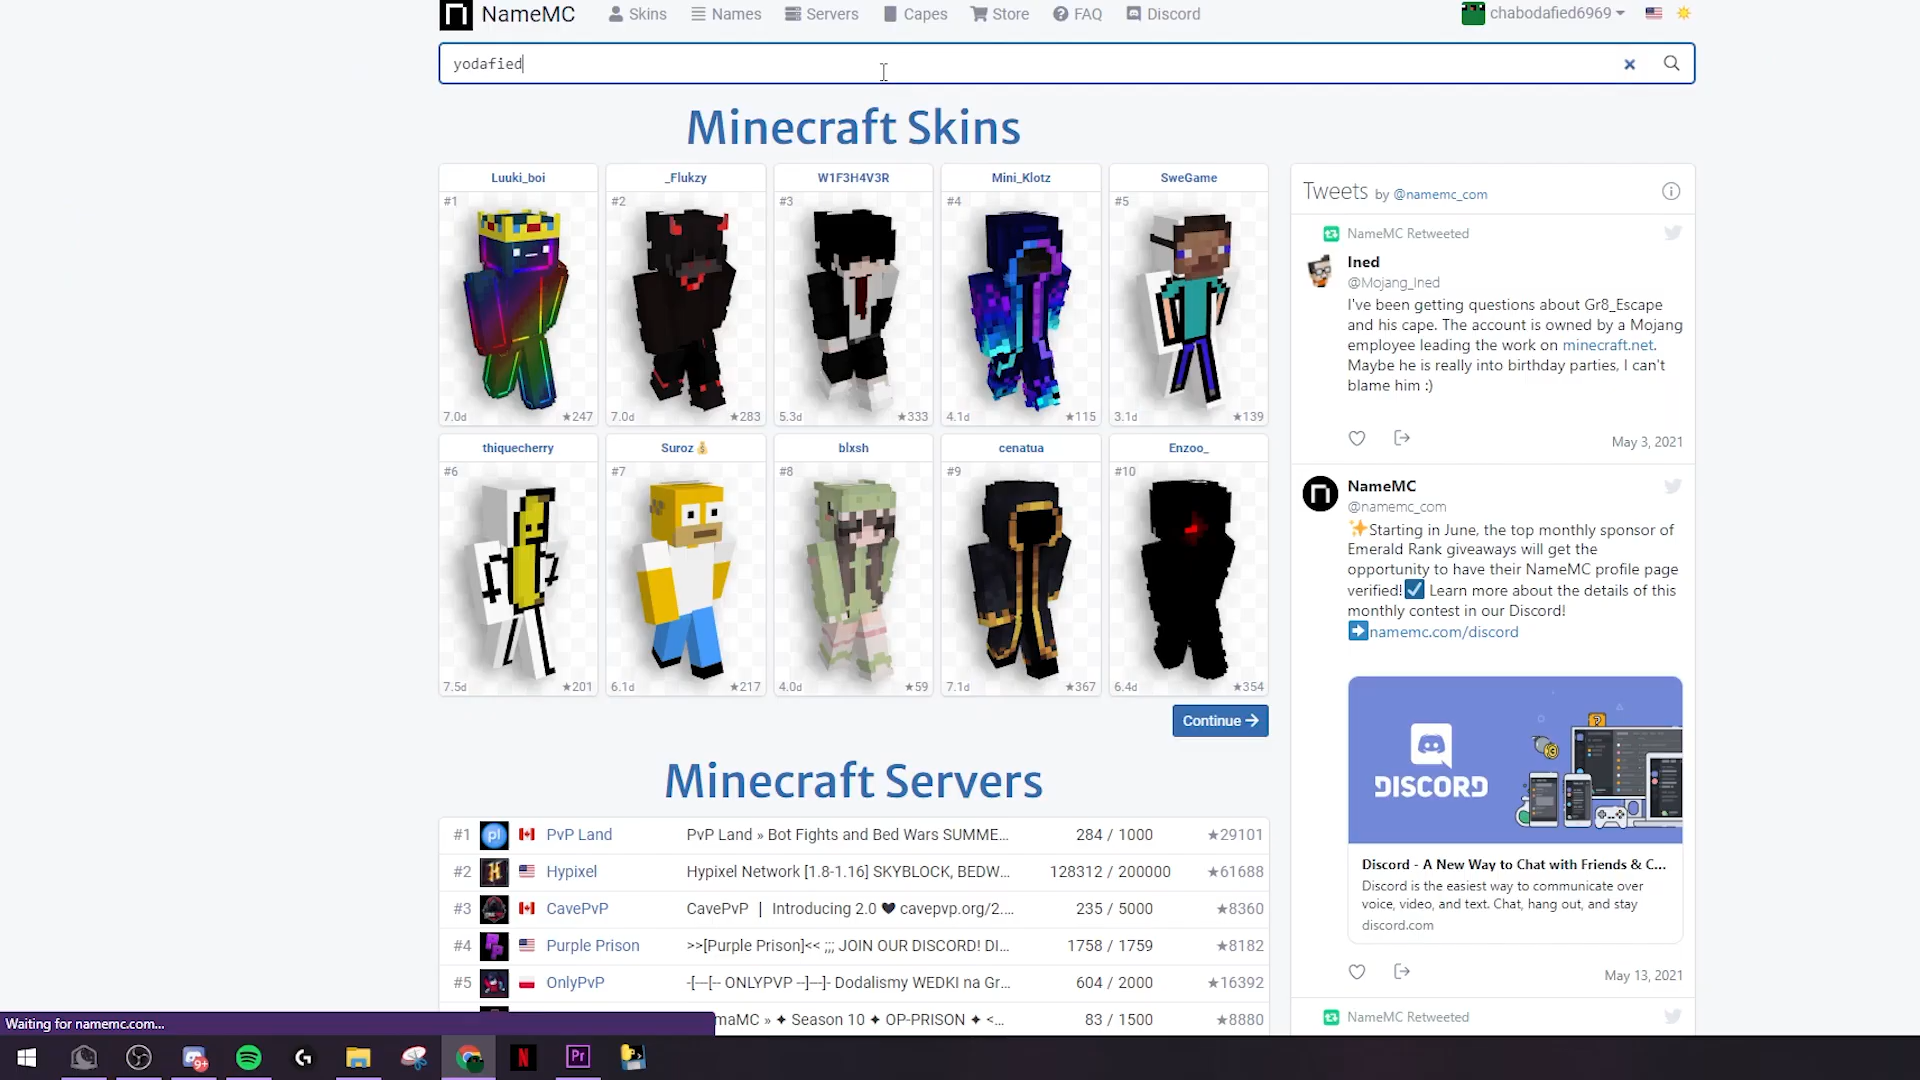 NameMC
Skins
Names
Servers
Capes
Store
FAQ
Discord
chabodafied6969
yodafied
Minecraft Skins
Luuki_boi
#1
7.0d
★247
_Flukzy
#2
7.0d
★283
W1F3H4V3R
#3
5.3d
★333
Mini_Klotz
#4
4.1d
★115
SweGame
#5
3.1d
★139
thiquecherry
#6
7.5d
★201
Suroz💰
#7
6.1d
★217
blxsh
#8
4.0d
★59
cenatua
#9
7.1d
★367
Enzoo_
#10
6.4d
★354
Continue →
Minecraft Servers
#1 pl PvP Land PvP Land » Bot Fights and Bed Wars SUMME... 284 / 1000 ★29101
#2 H Hypixel Hypixel Network [1.8-1.16] SKYBLOCK, BEDW... 128312 / 200000 ★61688
#3 CavePvP CavePvP | Introducing 2.0 🖤 cavepvp.org/2.... 235 / 5000 ★8360
#4 Purple Prison >>[Purple Prison]<< ;;; JOIN OUR DISCORD! DI... 1758 / 1759 ★8182
#5 OnlyPvP -[---[-- ONLYPVP --]---]- Dodalismy WEDKI na Gr... 604 / 2000 ★16392
maMC » ✦ Season 10 ✦ OP-PRISON ✦ <... 83 / 1500 ★8880
Tweets by @namemc_com
NameMC Retweeted
Ined
@Mojang_Ined
I've been getting questions about Gr8_Escape
and his cape. The account is owned by a Mojang
employee leading the work on minecraft.net.
Maybe he is really into birthday parties, I can't
blame him :)
May 3, 2021
NameMC
@namemc_com
✨Starting in June, the top monthly sponsor of
Emerald Rank giveaways will get the
opportunity to have their NameMC profile page
verified!☑️ Learn more about the details of this
monthly contest in our Discord!
➡️namemc.com/discord
DISCORD
Discord - A New Way to Chat with Friends & C...
Discord is the easiest way to communicate over
voice, video, and text. Chat, hang out, and stay
discord.com
May 13, 2021
NameMC Retweeted
Waiting for namemc.com...
9+
N
Pr